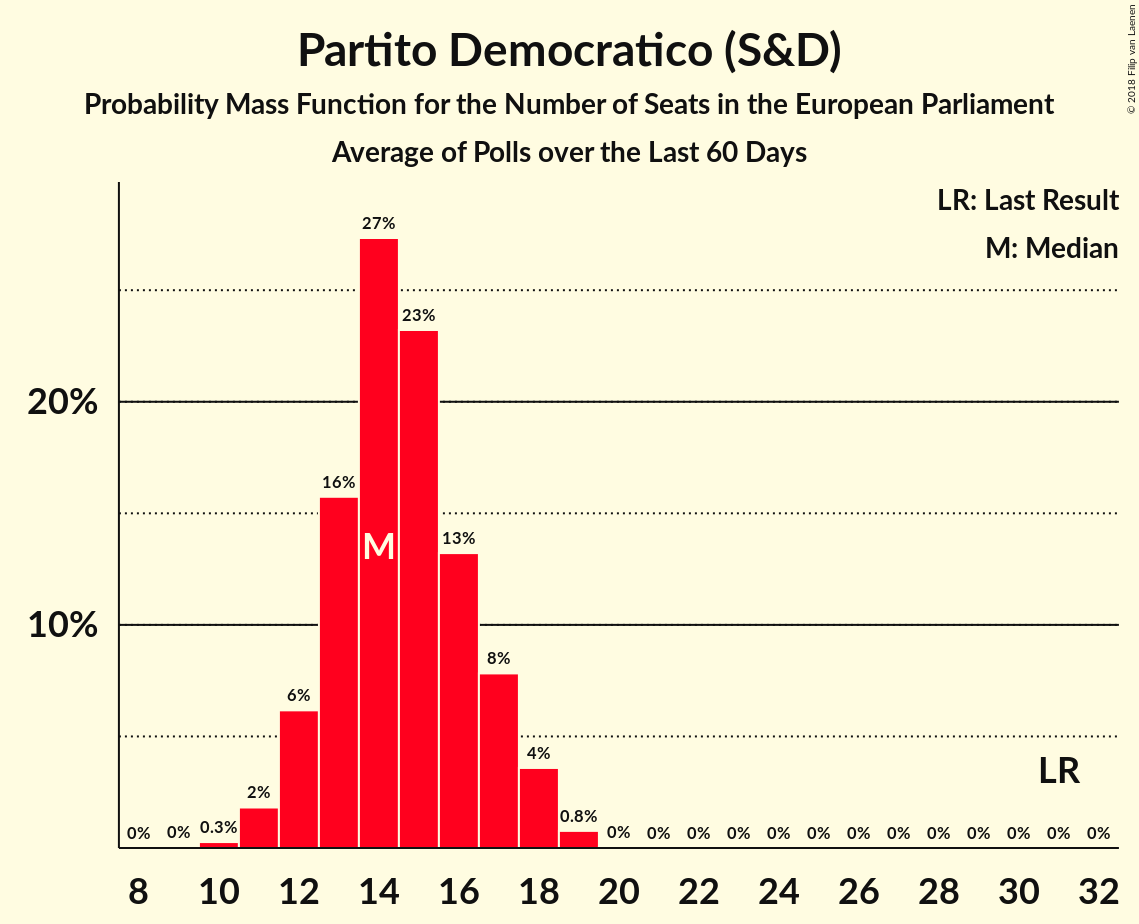 Partito Democratico (S&D)
Probability Mass Function for the Number of Seats in the European Parliament
Average of Polls over the Last 60 Days
© 2018 Filip van Laenen
LR: Last Result
M: Median
27%
23%
20%
16%
M
13%
10%
8%
6%
4%
LR
2%
0% 0% 0.3% 0.8% 0% 0% 0% 0% 0% 0% 0% 0% 0% 0% 0% 0% 0%
8 10 12 14 16 18 20 22 24 26 28 30 32